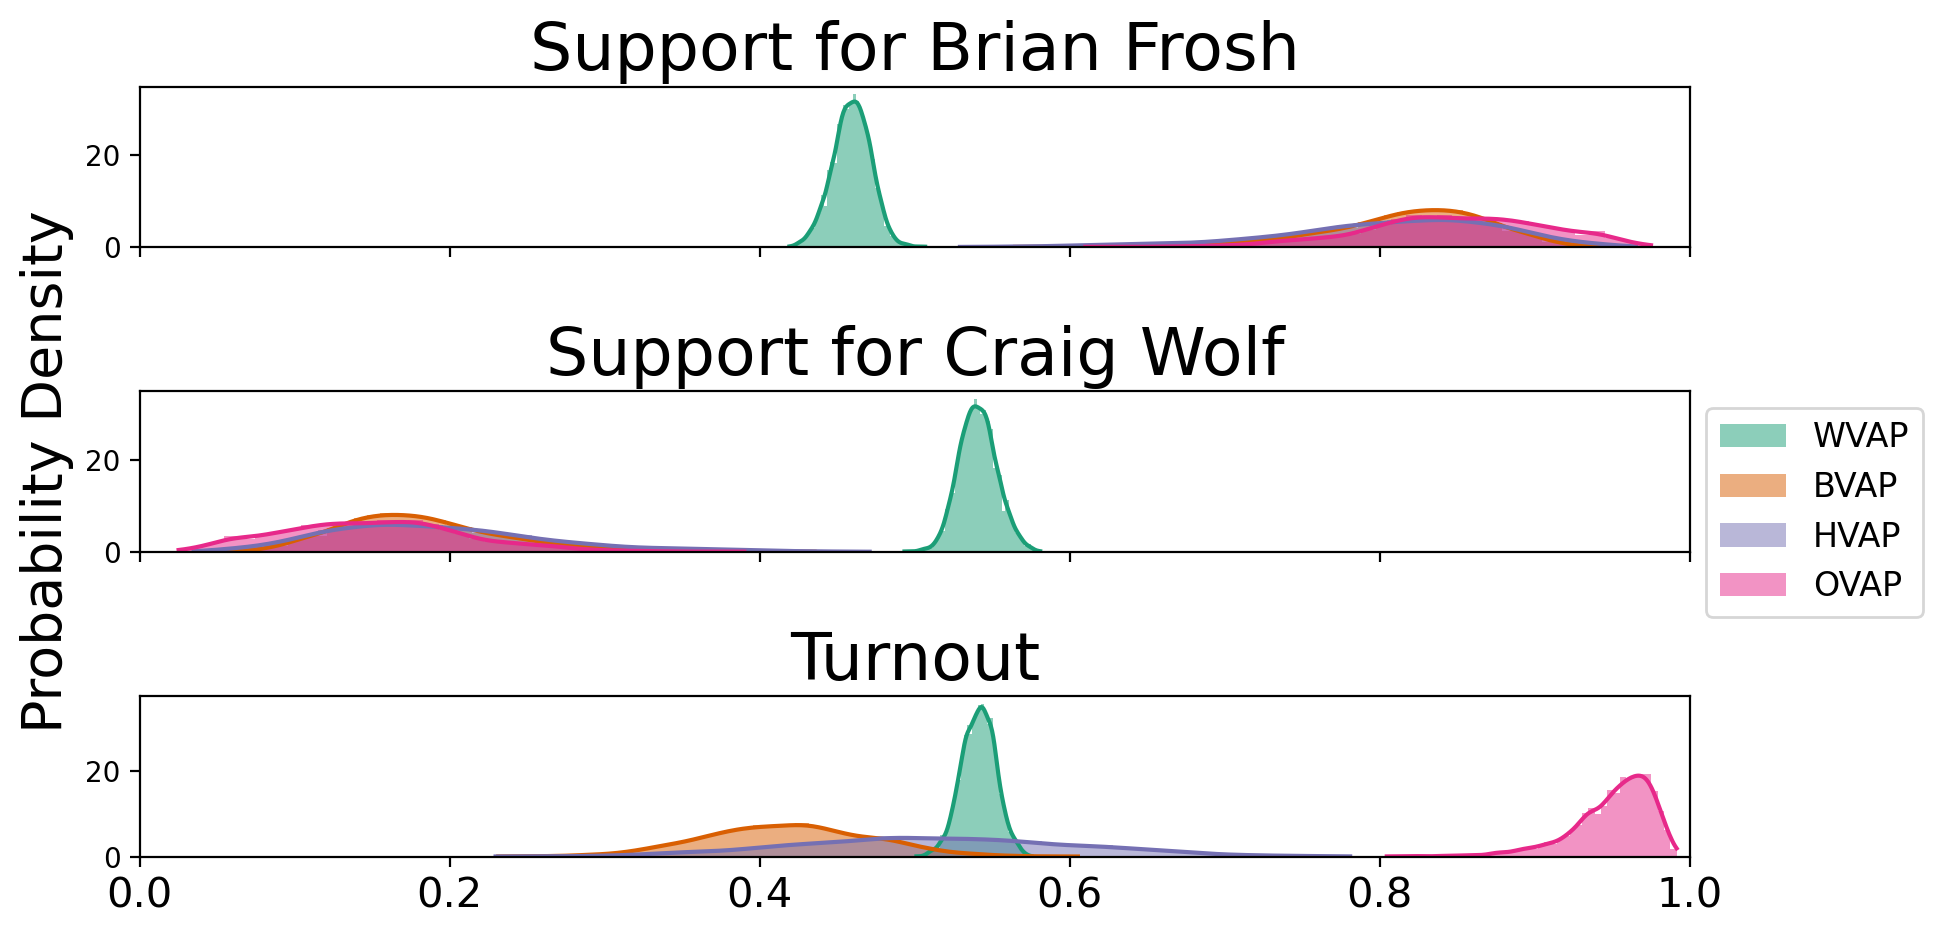 Support for Brian Frosh
20
0
Support for Craig Wolf
20
0
Turnout
20
0
0.0 0.2 0.4 0.6 0.8 1.0
Probability Density
WVAP
BVAP
HVAP
OVAP